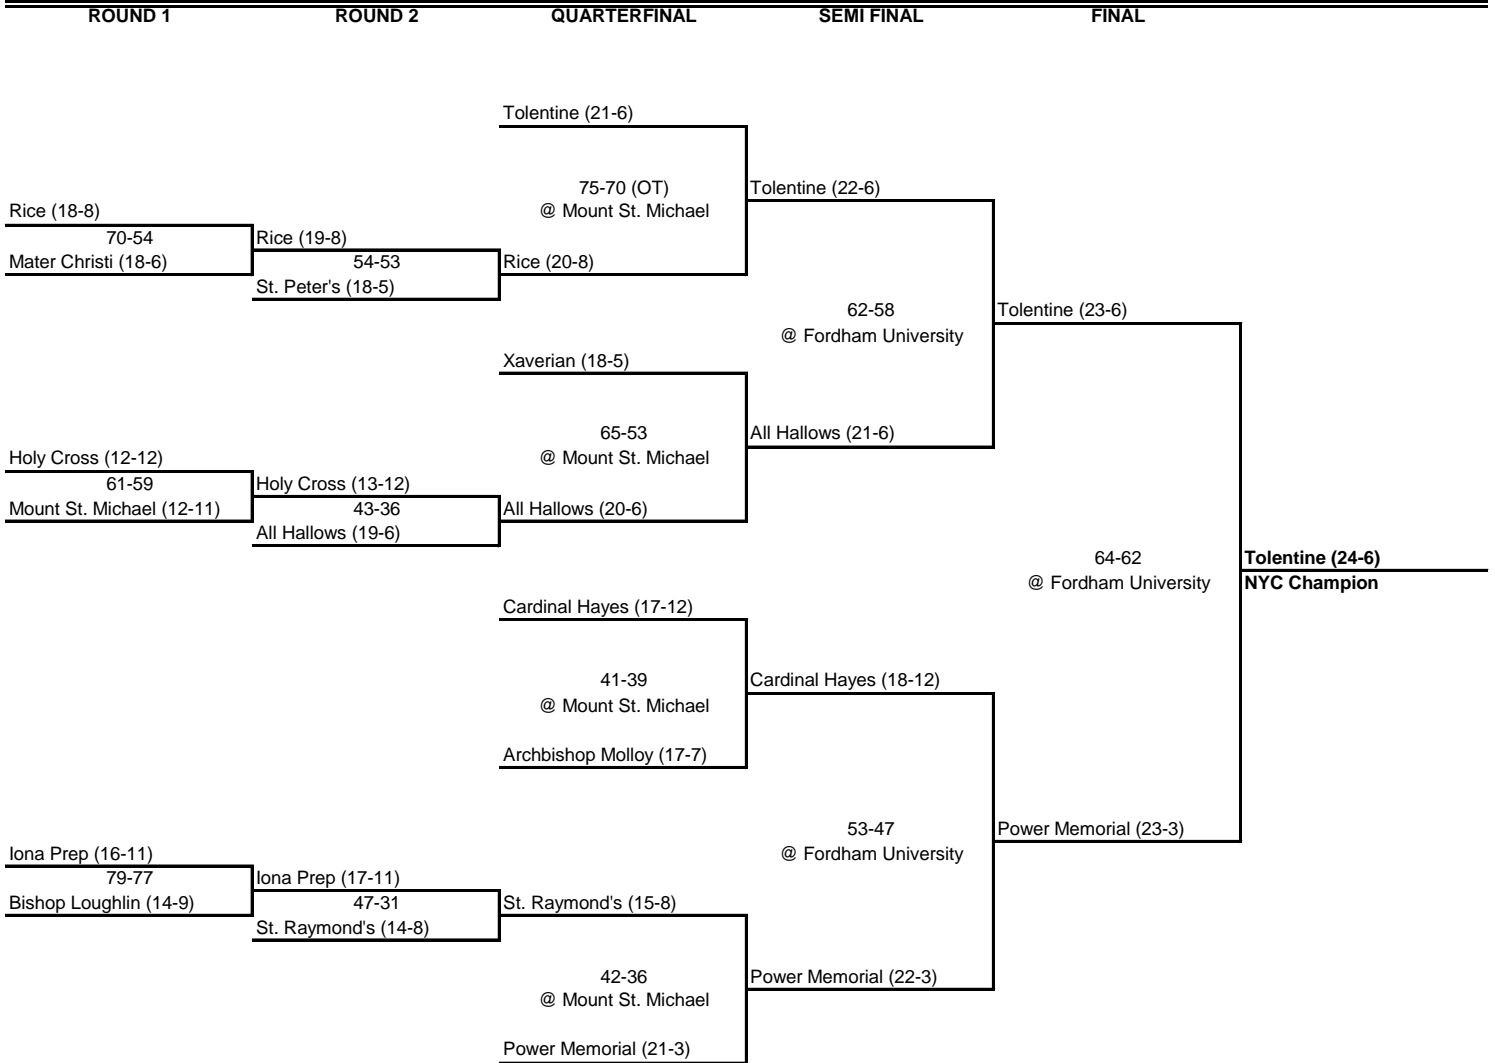 ROUND 1 ROUND 2 QUARTERFINAL SEMI FINAL FINAL
Tolentine (21-6)
75-70 (OT) Tolentine (22-6)
Rice (18-8) @ Mount St. Michael
70-54 Rice (19-8)
Mater Christi (18-6) 54-53 Rice (20-8)
St. Peter's (18-5)
62-58 Tolentine (23-6)
@ Fordham University
Xaverian (18-5)
65-53 All Hallows (21-6)
Holy Cross (12-12) @ Mount St. Michael
61-59 Holy Cross (13-12)
Mount St. Michael (12-11) 43-36 All Hallows (20-6)
All Hallows (19-6)
64-62 Tolentine (24-6)
@ Fordham University NYC Champion
Cardinal Hayes (17-12)
41-39 Cardinal Hayes (18-12)
@ Mount St. Michael
Archbishop Molloy (17-7)
53-47 Power Memorial (23-3)
Iona Prep (16-11) @ Fordham University
79-77 Iona Prep (17-11)
Bishop Loughlin (14-9) 47-31 St. Raymond's (15-8)
St. Raymond's (14-8)
42-36 Power Memorial (22-3)
@ Mount St. Michael
Power Memorial (21-3)